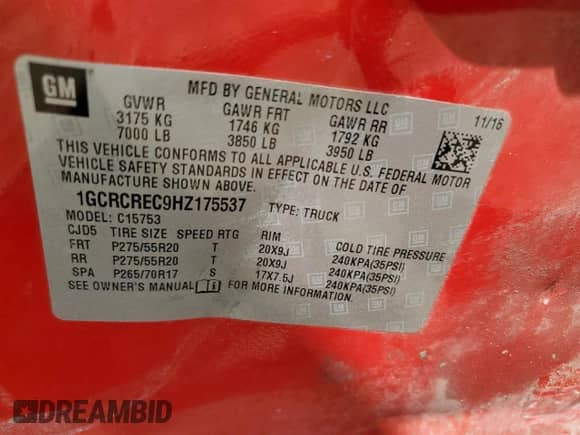 GM
MFD BY GENERAL MOTORS LLC
11/16
GVWR GAWR FRT GAWR RR
3175 KG 1746 KG 1792 KG
7000 LB 3850 LB 3950 LB
THIS VEHICLE CONFORMS TO ALL APPLICABLE U.S. FEDERAL MOTOR
VEHICLE SAFETY STANDARDS IN EFFECT ON THE DATE OF
MANUFACTURE SHOWN ABOVE.
1GCRCREC9HZ175537 TYPE: TRUCK
MODEL: C15753
CJD5 TIRE SIZE SPEED RTG RIM COLD TIRE PRESSURE
FRT P275/55R20 T 20X9J 240KPA(35PSI)
RR P275/55R20 T 20X9J 240KPA(35PSI)
SPA P265/70R17 S 17X7.5J 240KPA(35PSI)
SEE OWNER'S MANUAL FOR MORE INFORMATION.
DREAMBID